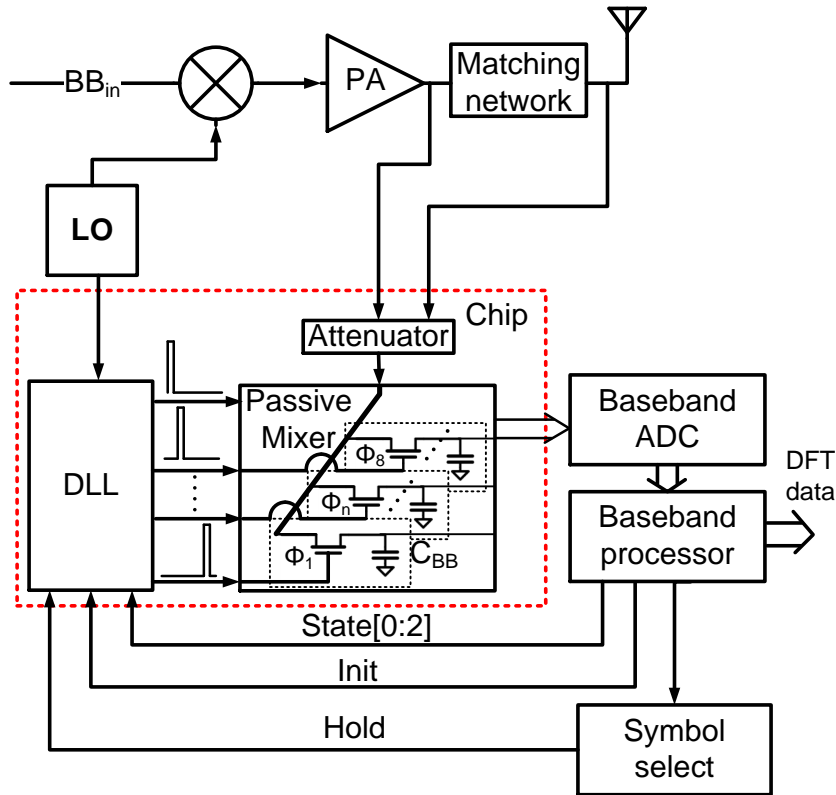 BBin
PA
Matching
network
LO
Chip
Attenuator
Passive
Mixer
DLL
Φ8
Φn
Φ1
CBB
Baseband
ADC
DFT
data
Baseband
processor
State[0:2]
Init
Hold
Symbol
select